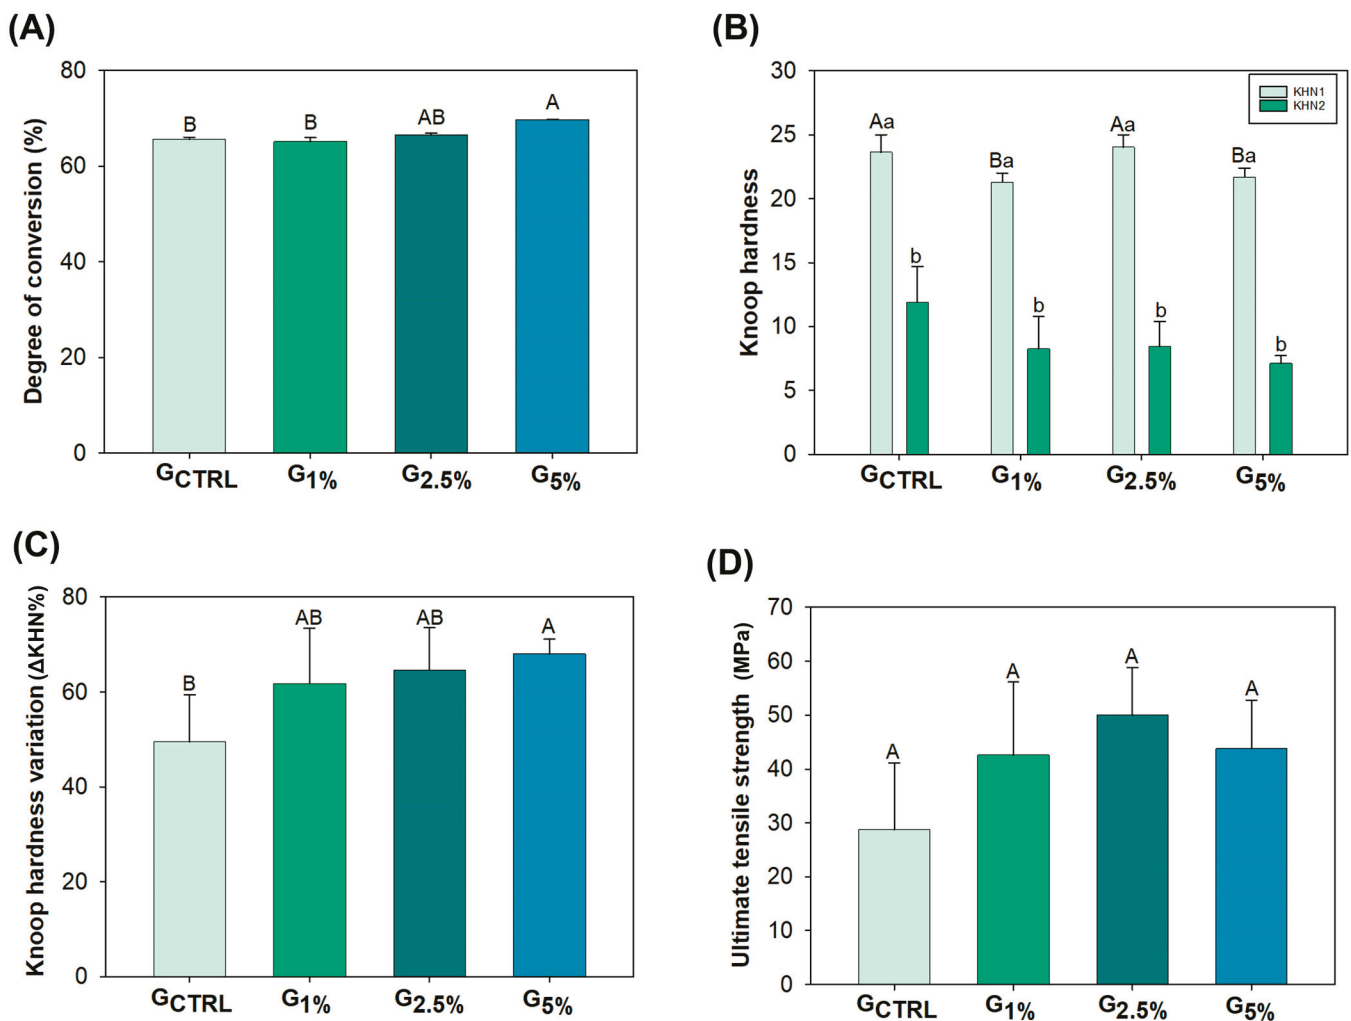 (A)
Degree of conversion (%)
80
60
40
20
0
B
B
AB
A
GCTRL
G1%
G2.5%
G5%
(B)
Knoop hardness
30
25
20
15
10
5
0
KHN1
KHN2
Aa
b
Ba
b
Aa
b
Ba
b
GCTRL
G1%
G2.5%
G5%
(C)
Knoop hardness variation (ΔKHN%)
80
60
40
20
0
B
AB
AB
A
GCTRL
G1%
G2.5%
G5%
(D)
Ultimate tensile strength (MPa)
70
60
50
40
30
20
10
0
A
A
A
A
GCTRL
G1%
G2.5%
G5%